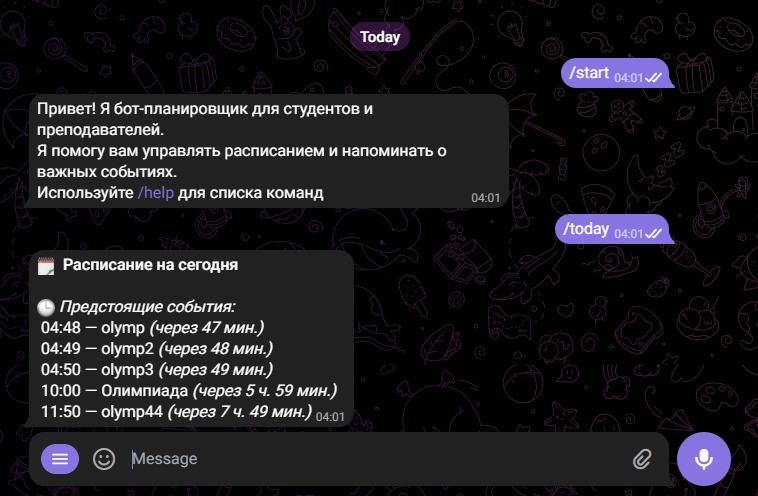 Today
/start 04:01
Привет! Я бот-планировщик для студентов и
преподавателей.
Я помогу вам управлять расписанием и напоминать о
важных событиях.
Используйте /help для списка команд
04:01
/today 04:01
Расписание на сегодня
Предстоящие события:
04:48 — olymp (через 47 мин.)
04:49 — olymp2 (через 48 мин.)
04:50 — olymp3 (через 49 мин.)
10:00 — Олимпиада (через 5 ч. 59 мин.)
11:50 — olymp44 (через 7 ч. 49 мин.) 04:01
Message